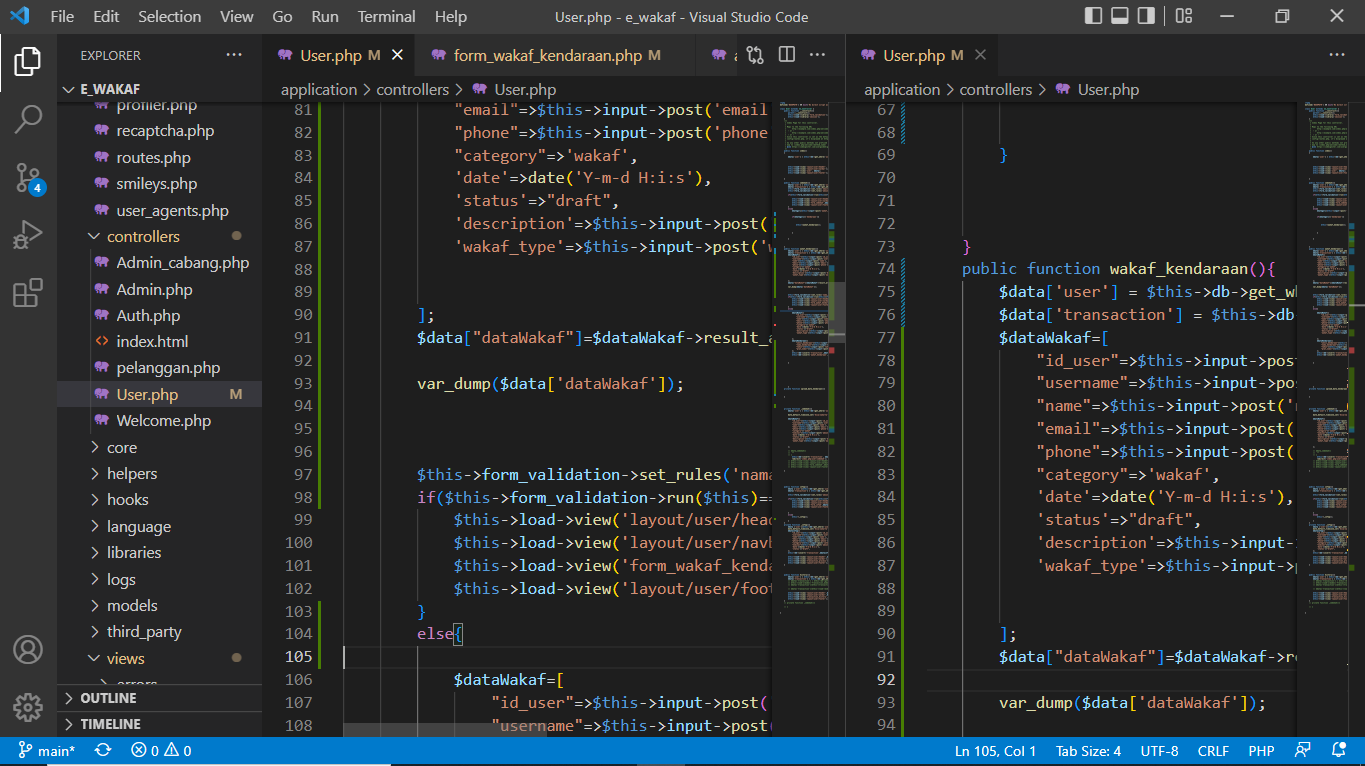 File Edit Selection View Go Run Terminal Help
User.php - e_wakaf - Visual Studio Code
EXPLORER
E_WAKAF
profiler.php
recaptcha.php
routes.php
smileys.php
user_agents.php
controllers
Admin_cabang.php
Admin.php
Auth.php
index.html
pelanggan.php
User.php M
Welcome.php
core
helpers
hooks
language
libraries
logs
models
third_party
views
errors
OUTLINE
TIMELINE
4
User.php M
form_wakaf_kendaraan.php M
application > controllers > User.php
81 "email"=>$this->input->post('email
82 "phone"=>$this->input->post('phone
83 "category"=>'wakaf',
84 'date'=>date('Y-m-d H:i:s'),
85 'status'=>"draft",
86 'description'=>$this->input->post(
87 'wakaf_type'=>$this->input->post('w
88
89
90 ];
91 $data["dataWakaf"]=$dataWakaf->result_a
92
93 var_dump($data['dataWakaf']);
94
95
96
97 $this->form_validation->set_rules('nama
98 if($this->form_validation->run($this)==
99 $this->load->view('layout/user/head
100 $this->load->view('layout/user/navb
101 $this->load->view('form_wakaf_kenda
102 $this->load->view('layout/user/foot
103 }
104 else{
105
106 $dataWakaf=[
107 "id_user"=>$this->input->post('
108 "username"=>$this->input->post(
User.php M
application > controllers > User.php
67
68
69 }
70
71
72
73 }
74 public function wakaf_kendaraan(){
75 $data['user'] = $this->db->get_wh
76 $data['transaction'] = $this->db
77 $dataWakaf=[
78 "id_user"=>$this->input->post
79 "username"=>$this->input->pos
80 "name"=>$this->input->post('n
81 "email"=>$this->input->post(
82 "phone"=>$this->input->post(
83 "category"=>'wakaf',
84 'date'=>date('Y-m-d H:i:s'),
85 'status'=>"draft",
86 'description'=>$this->input-
87 'wakaf_type'=>$this->input->p
88
89
90 ];
91 $data["dataWakaf"]=$dataWakaf->re
92
93 var_dump($data['dataWakaf']);
94
main* 0 0
Ln 105, Col 1 Tab Size: 4 UTF-8 CRLF PHP